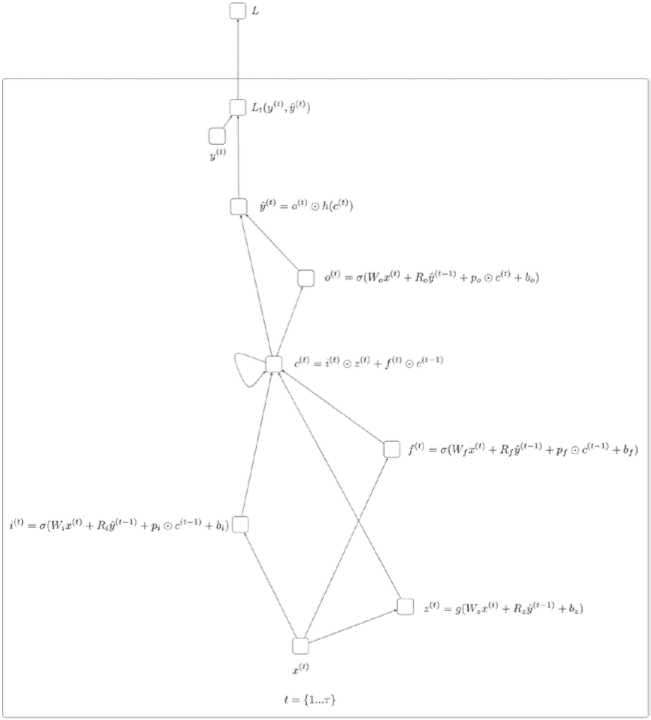 L
L_t(y^{(t)}, ŷ^{(t)})
y^{(t)}
ŷ^{(t)} = o^{(t)} ⊙ h(c^{(t)})
o^{(t)} = σ(W_o x^{(t)} + R_o ŷ^{(t-1)} + p_o ⊙ c^{(t)} + b_o)
c^{(t)} = i^{(t)} ⊙ z^{(t)} + f^{(t)} ⊙ c^{(t-1)}
f^{(t)} = σ(W_f x^{(t)} + R_f ŷ^{(t-1)} + p_f ⊙ c^{(t-1)} + b_f)
i^{(t)} = σ(W_i x^{(t)} + R_i ŷ^{(t-1)} + p_i ⊙ c^{(t-1)} + b_i)
z^{(t)} = g(W_z x^{(t)} + R_z ŷ^{(t-1)} + b_z)
x^{(t)}
t = {1...τ}